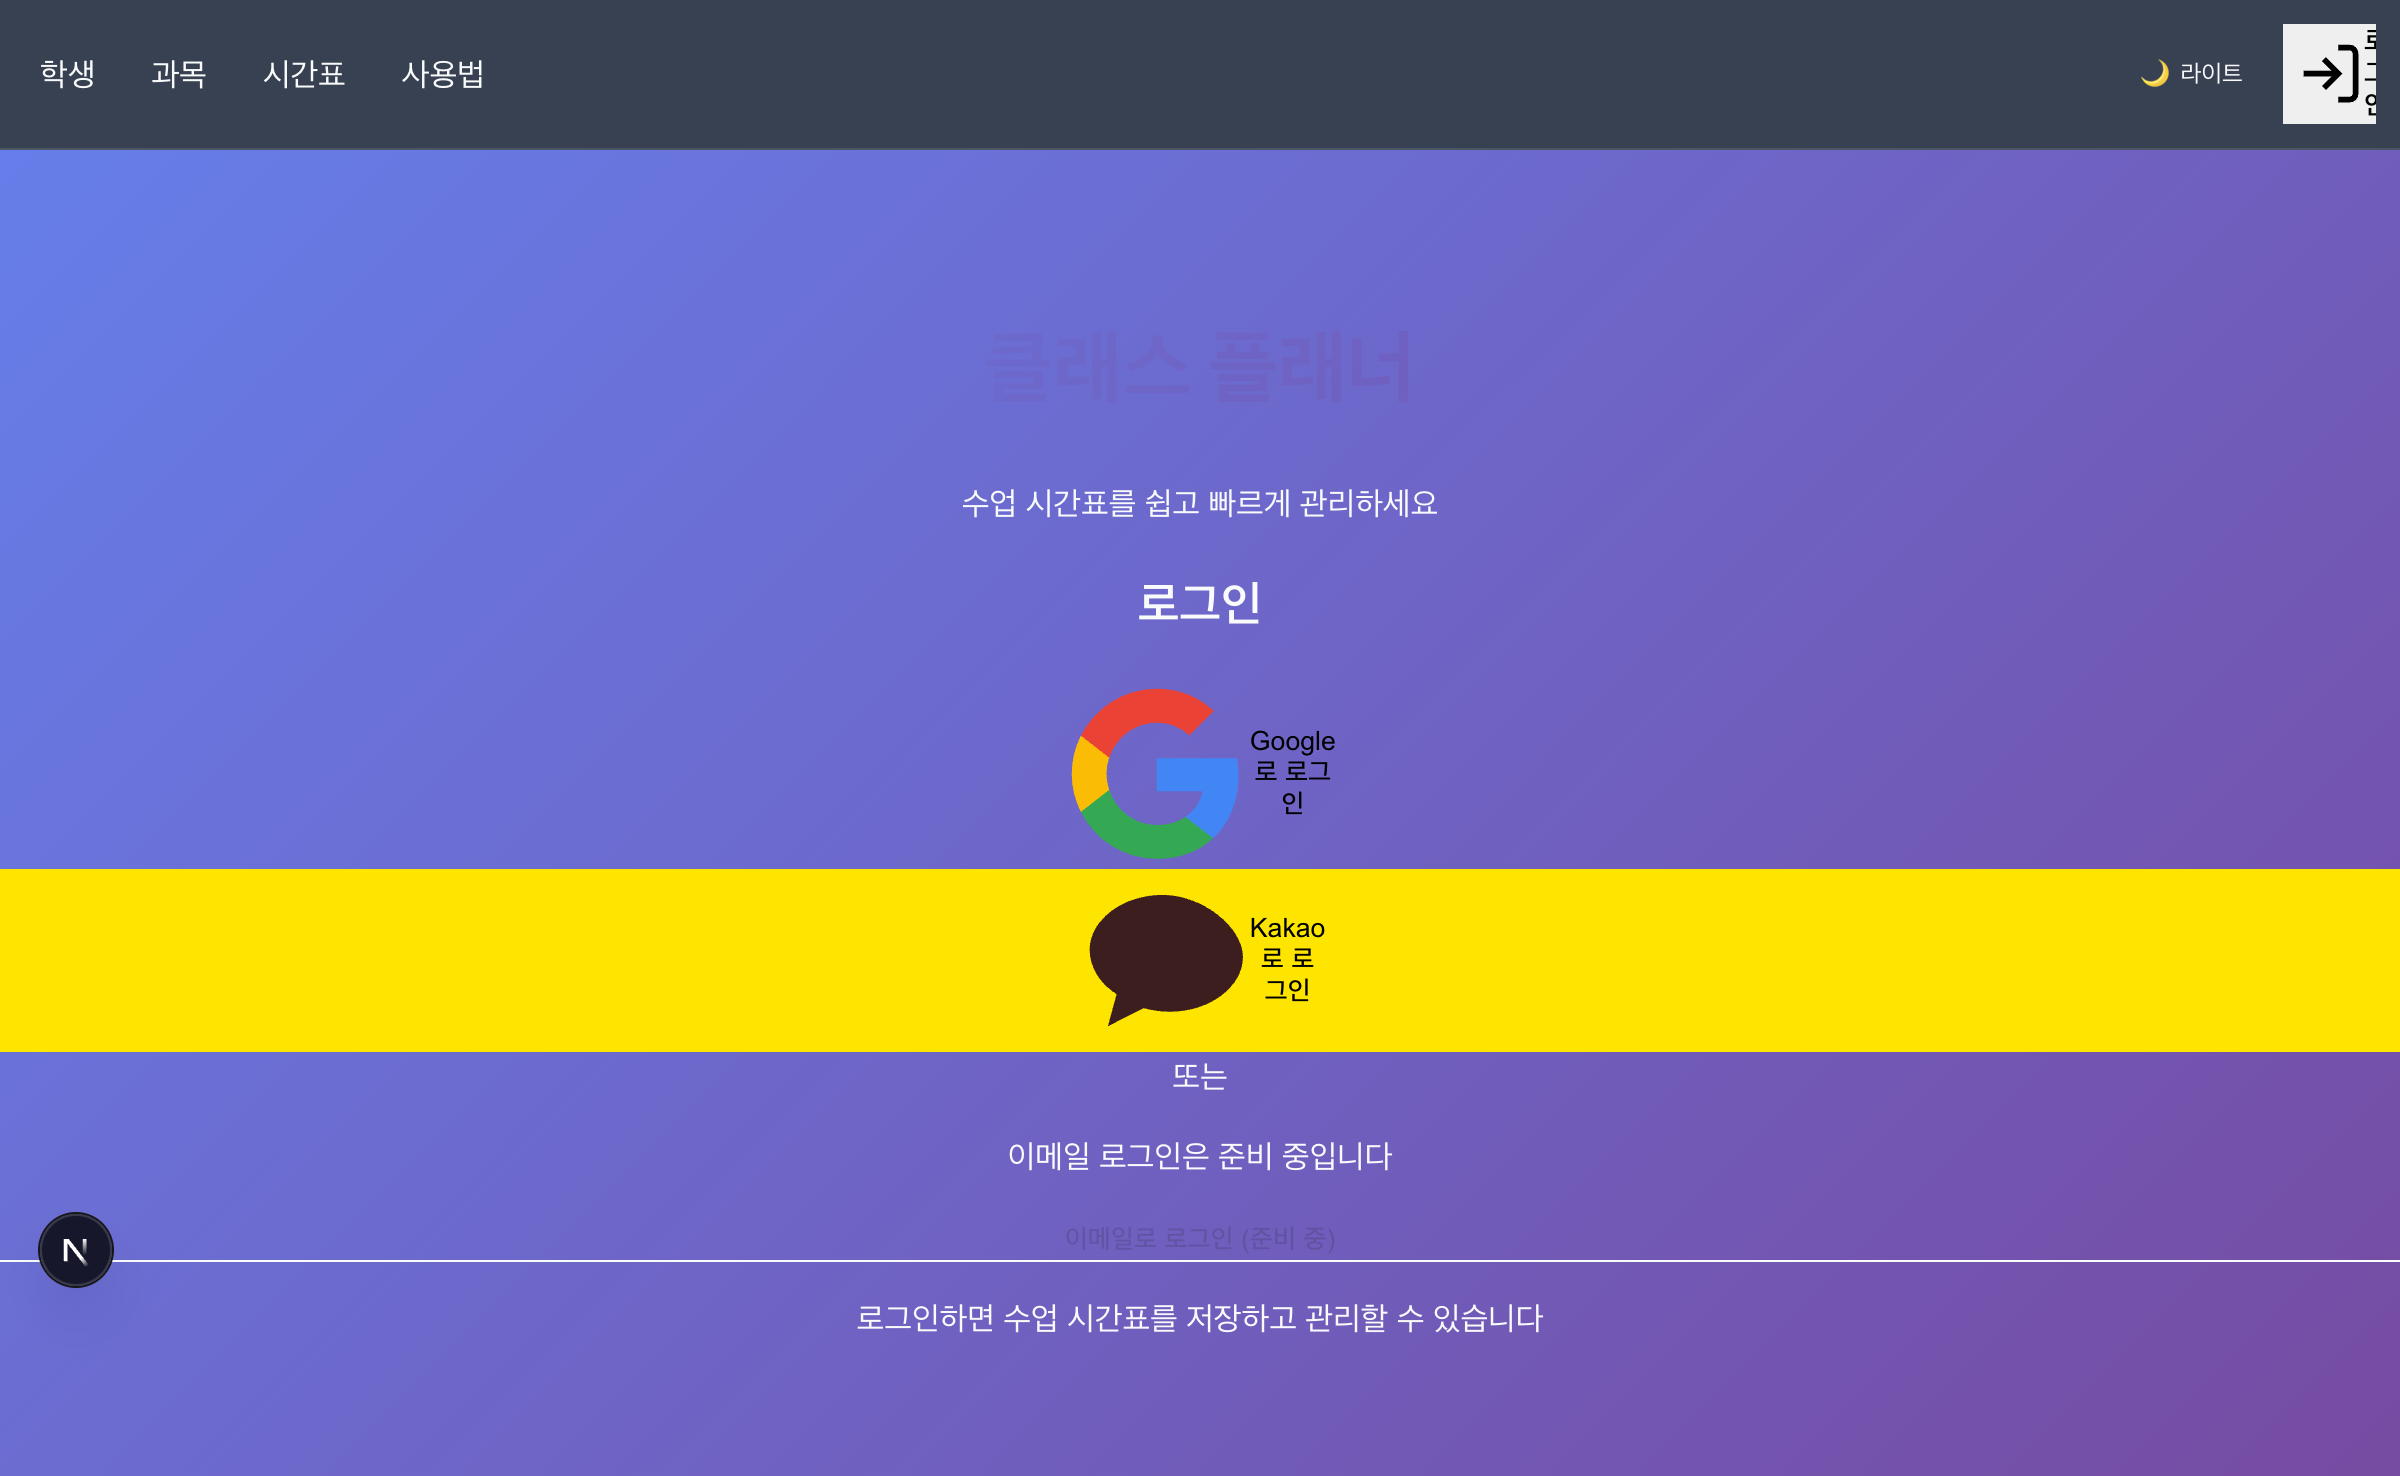 학생 과목 시간표 사용법 라이트
로
그
인
클래스 플래너
수업 시간표를 쉽고 빠르게 관리하세요
로그인
Google
로 로그
인
Kakao
로 로
그인
또는
이메일 로그인은 준비 중입니다
이메일로 로그인 (준비 중)
N
로그인하면 수업 시간표를 저장하고 관리할 수 있습니다